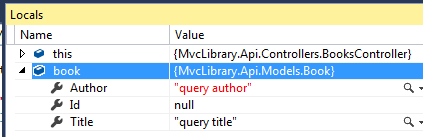 Locals
Name Value
this {MvcLibrary.Api.Controllers.BooksController}
book {MvcLibrary.Api.Models.Book}
Author "query author"
Id null
Title "query title"